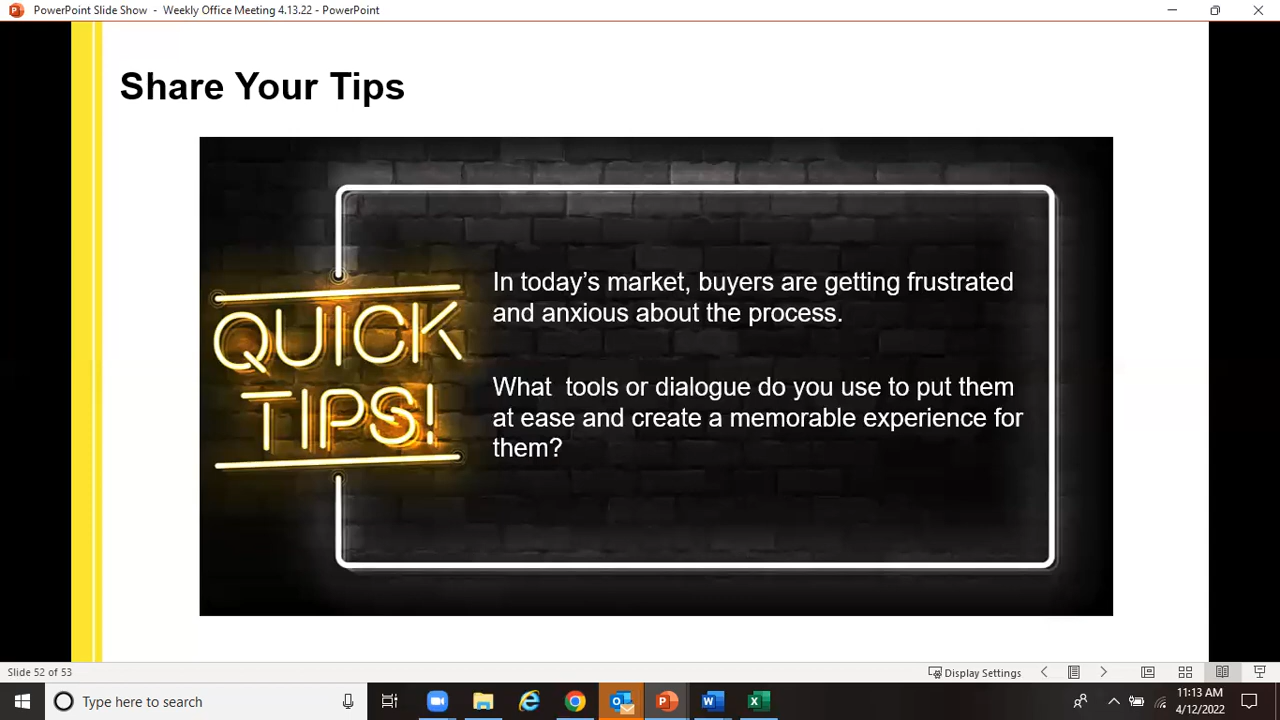 PowerPoint Slide Show - Weekly Office Meeting 4.13.22 - PowerPoint
Share Your Tips
QUICK
TIPS!
In today’s market, buyers are getting frustrated
and anxious about the process.
What  tools or dialogue do you use to put them
at ease and create a memorable experience for
them?
Slide 52 of 53
Display Settings
Type here to search
11:13 AM
4/12/2022